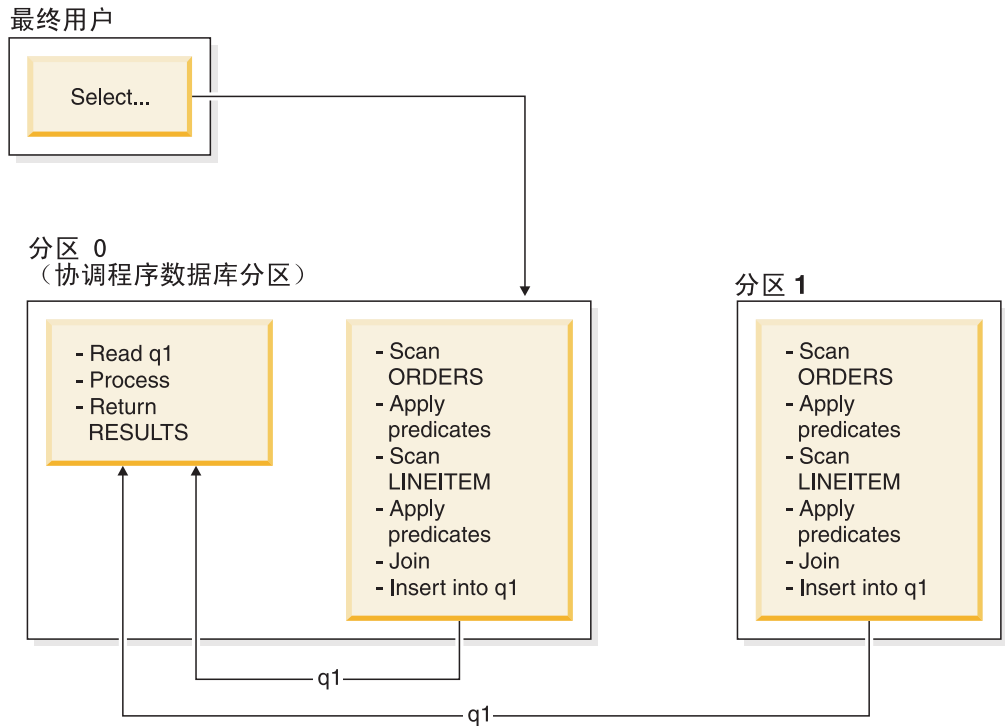 最终用户
Select...
分区 0
（协调程序数据库分区）
- Read q1
- Process
- Return
RESULTS
- Scan
ORDERS
- Apply
predicates
- Scan
LINEITEM
- Apply
predicates
- Join
- Insert into q1
分区 1
- Scan
ORDERS
- Apply
predicates
- Scan
LINEITEM
- Apply
predicates
- Join
- Insert into q1
q1
q1